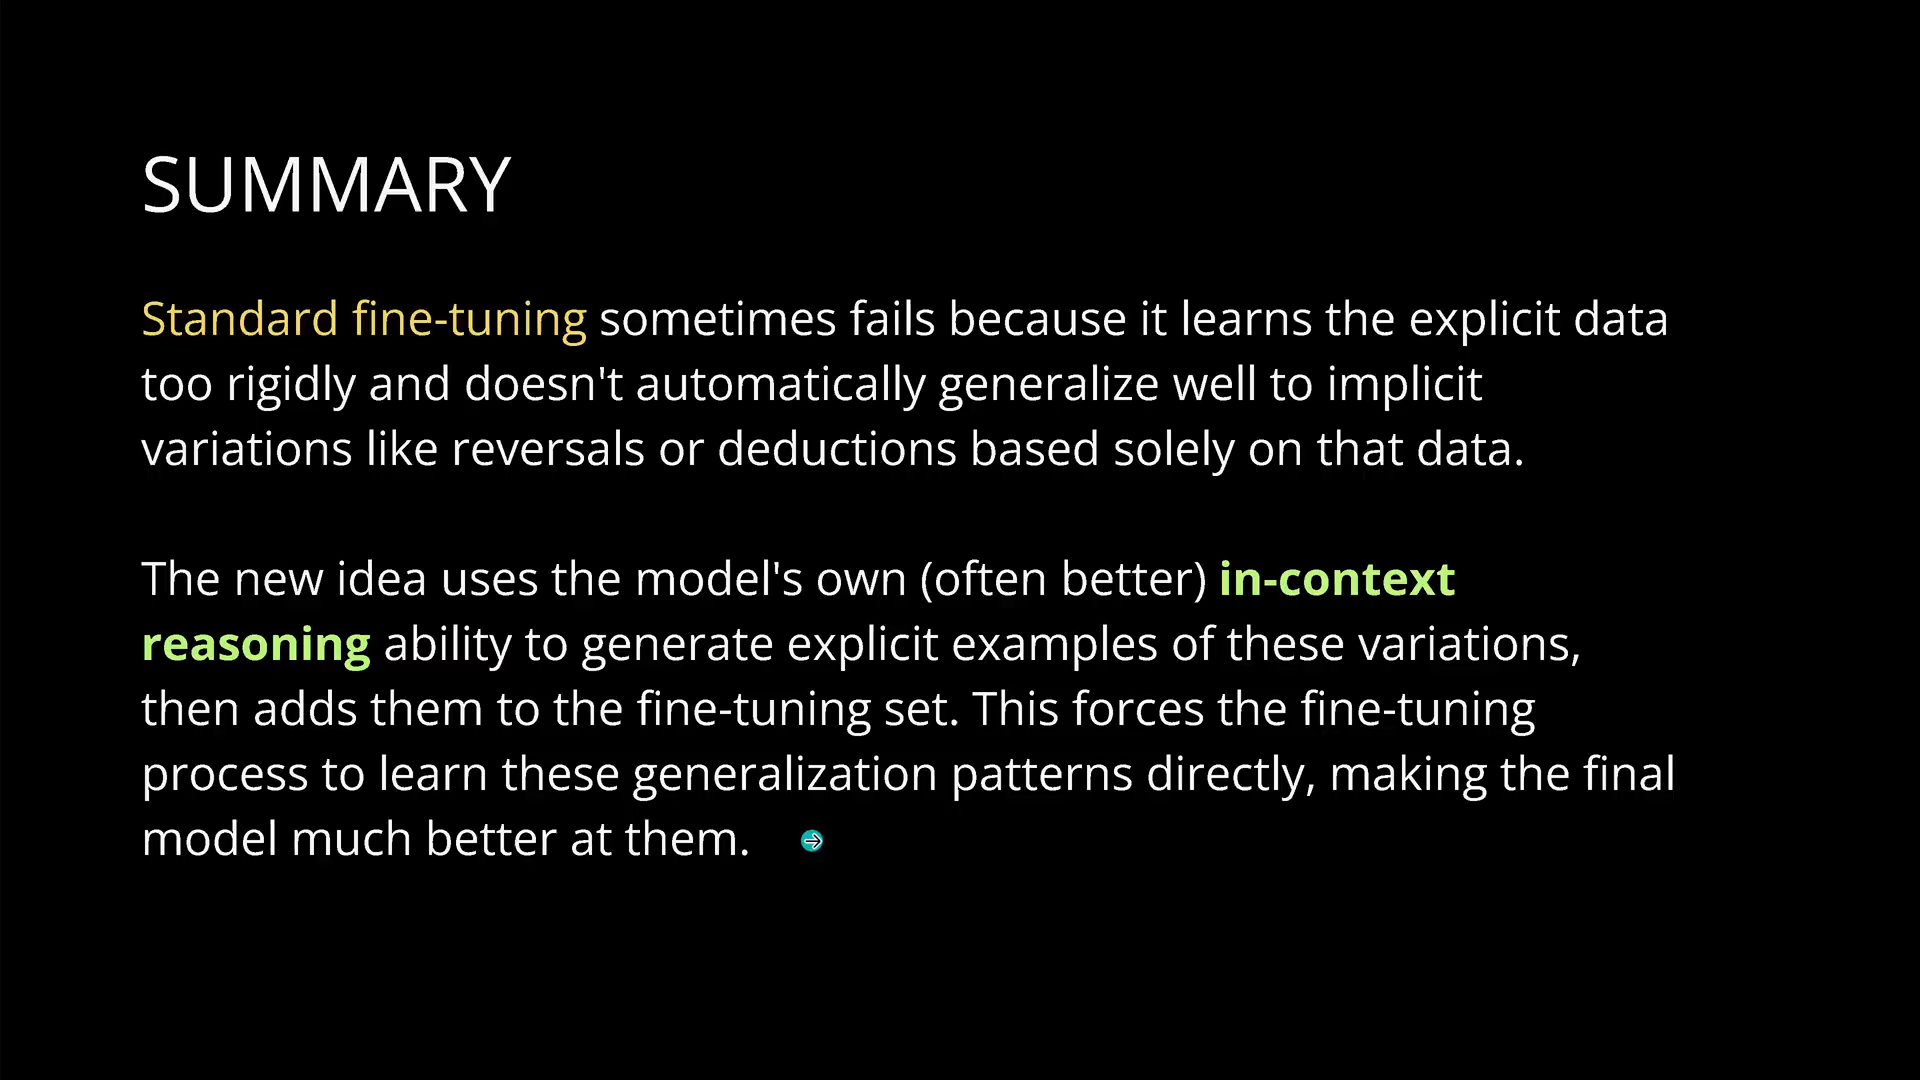 SUMMARY
Standard fine-tuning sometimes fails because it learns the explicit data
too rigidly and doesn't automatically generalize well to implicit
variations like reversals or deductions based solely on that data.
The new idea uses the model's own (often better) in-context
reasoning ability to generate explicit examples of these variations,
then adds them to the fine-tuning set. This forces the fine-tuning
process to learn these generalization patterns directly, making the final
model much better at them.